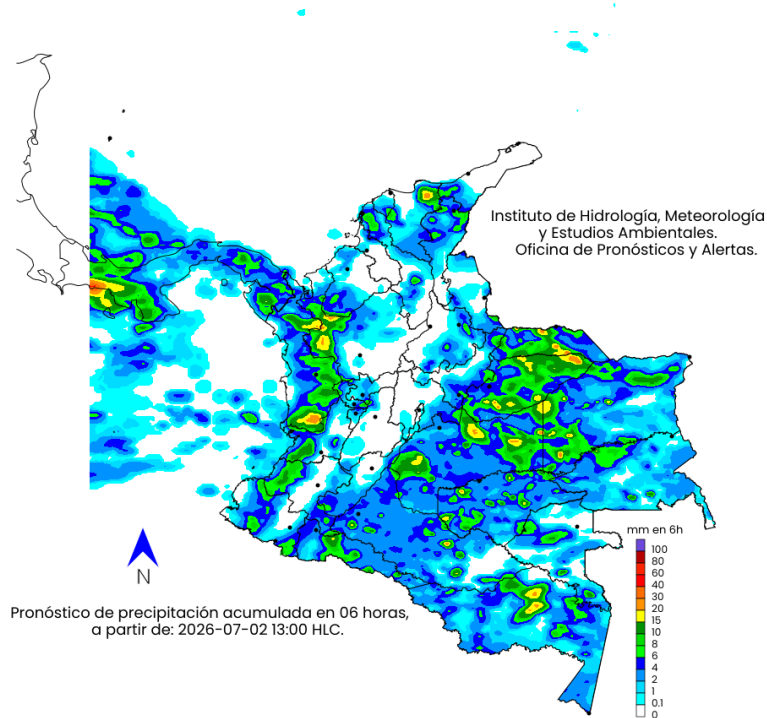 Instituto de Hidrología, Meteorología
y Estudios Ambientales.
Oficina de Pronósticos y Alertas.
mm en 6h
100
80
60
40
30
20
15
10
8
6
4
2
1
0.1
0
N
Pronóstico de precipitación acumulada en 06 horas,
a partir de: 2026-07-02 13:00 HLC.